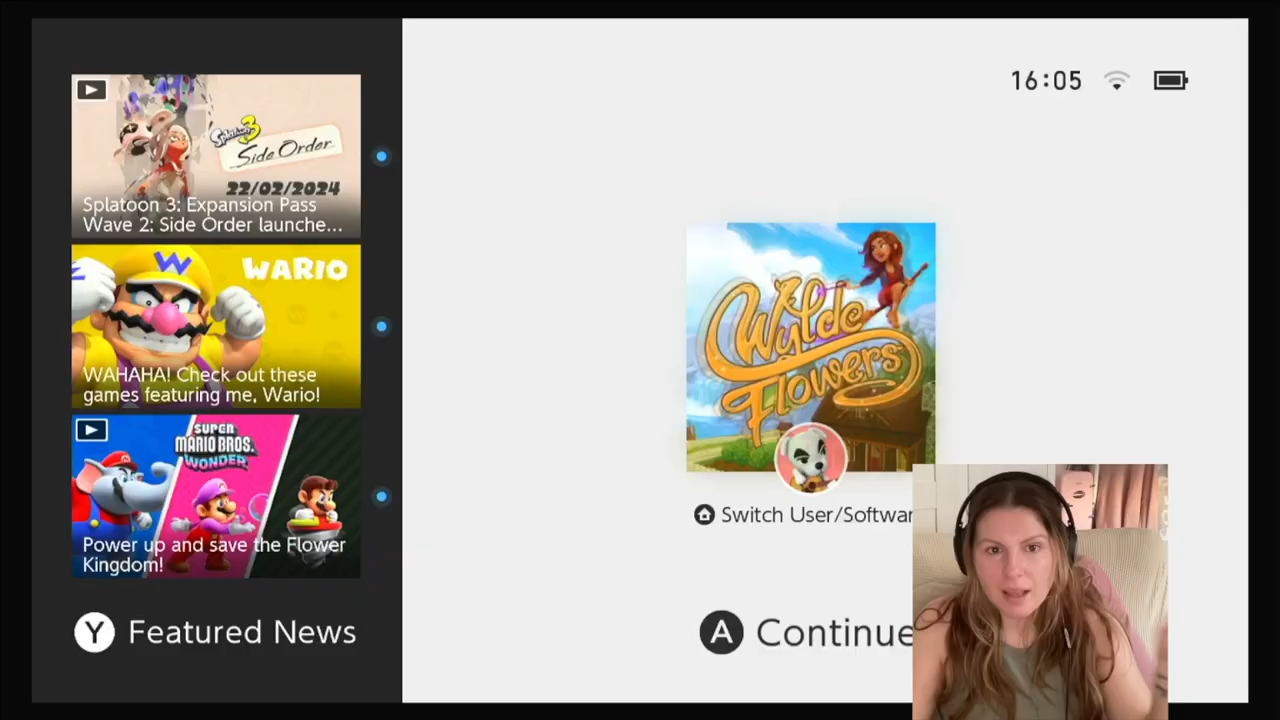 16:05
Splatoon 3
Side Order
22/02/2024
Splatoon 3: Expansion Pass
Wave 2: Side Order launche...
W
WARIO
WAHAHA! Check out these
games featuring me, Wario!
SUPER
MARIO BROS.
WONDER
Power up and save the Flower
Kingdom!
Y Featured News
Wylde
Flowers
Switch User/Softwar
A Continue